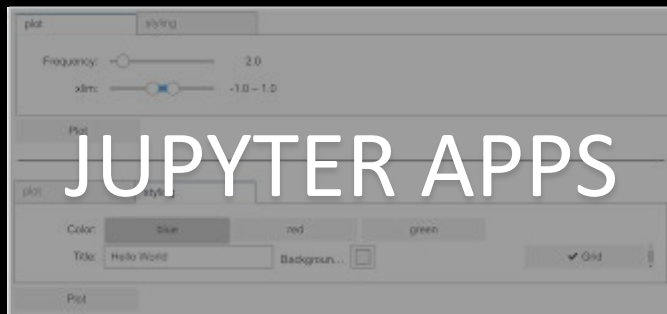 plot styling
Frequency: 2.0
xlim: -1.0 – 1.0
Plot
JUPYTER APPS
plot styling
Color: blue red green
Title: Hello World Backgroun... ✔ Grid
Plot